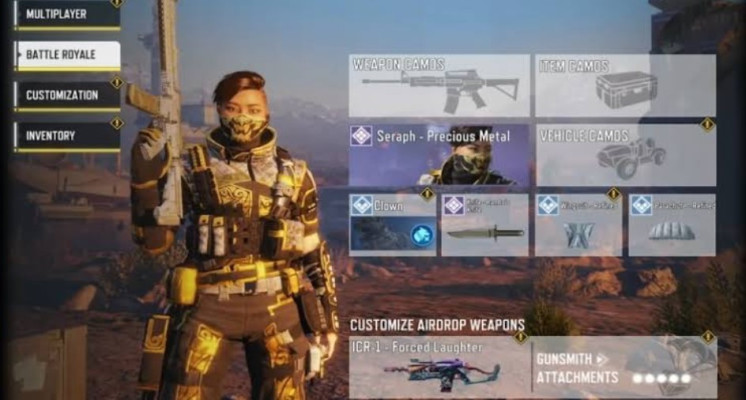 MULTIPLAYER
BATTLE ROYALE
CUSTOMIZATION
INVENTORY
WEAPON CAMOS
ITEM CAMOS
Seraph - Precious Metal
VEHICLE CAMOS
Clown
Knife
CUSTOMIZE AIRDROP WEAPONS
ICR-1 - Forced Laughter
GUNSMITH
ATTACHMENTS